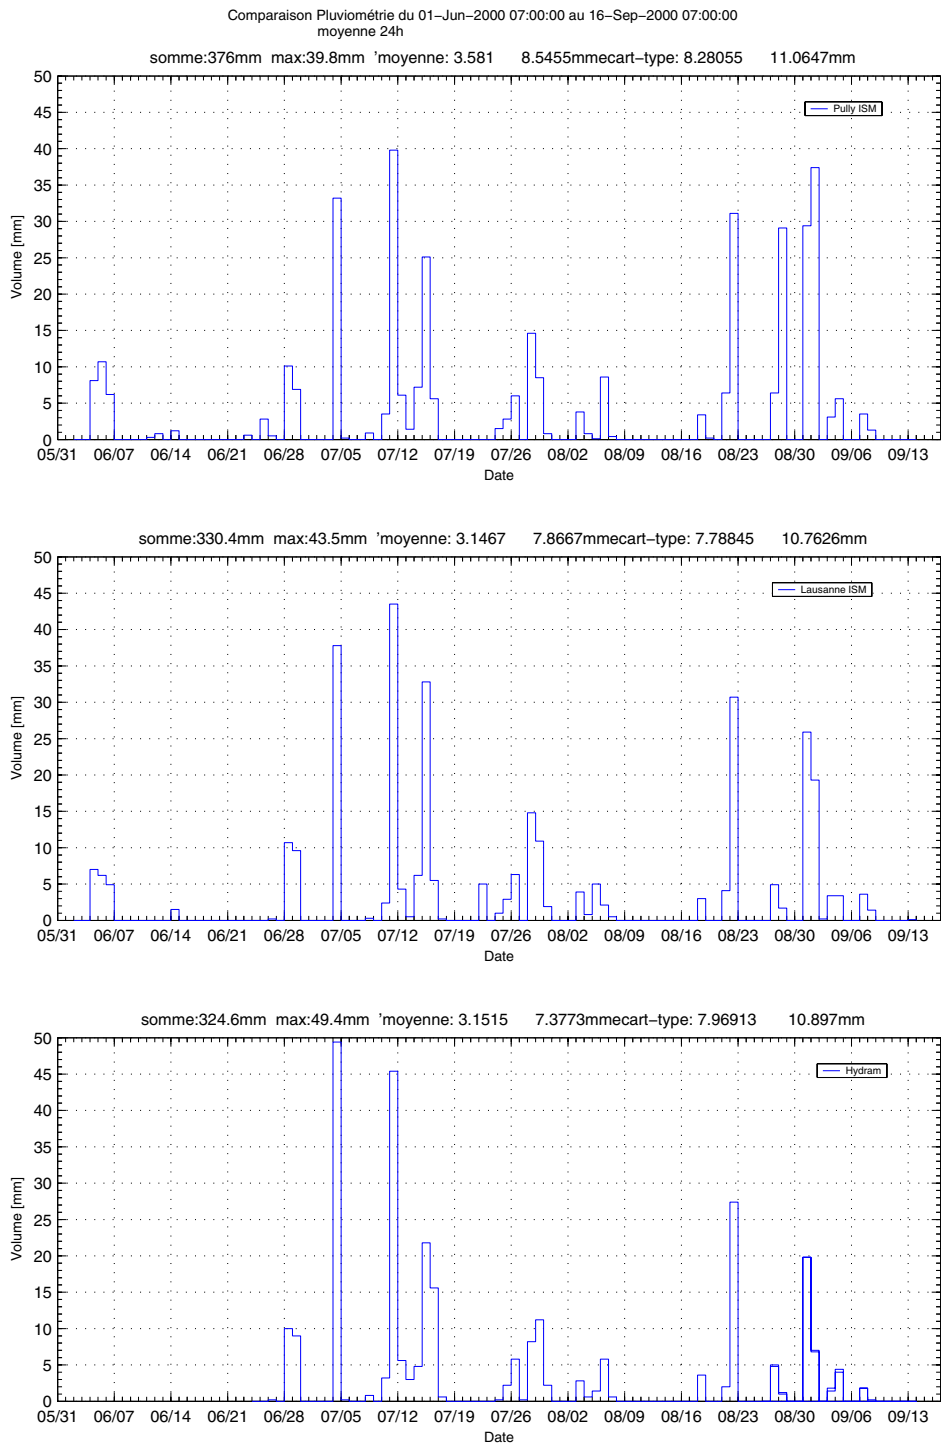 Comparaison Pluviométrie du 01−Jun−2000 07:00:00 au 16−Sep−2000 07:00:00
moyenne 24h
somme:376mm max:39.8mm 'moyenne: 3.581 8.5455mmecart−type: 8.28055 11.0647mm
50
45
40
35
30
25
20
15
10
5
0
Volume [mm]
Pully ISM
05/31 06/07 06/14 06/21 06/28 07/05 07/12 07/19 07/26 08/02 08/09 08/16 08/23 08/30 09/06 09/13
Date
somme:330.4mm max:43.5mm 'moyenne: 3.1467 7.8667mmecart−type: 7.78845 10.7626mm
50
45
40
35
30
25
20
15
10
5
0
Volume [mm]
Lausanne ISM
05/31 06/07 06/14 06/21 06/28 07/05 07/12 07/19 07/26 08/02 08/09 08/16 08/23 08/30 09/06 09/13
Date
somme:324.6mm max:49.4mm 'moyenne: 3.1515 7.3773mmecart−type: 7.96913 10.897mm
50
45
40
35
30
25
20
15
10
5
0
Volume [mm]
Hydram
05/31 06/07 06/14 06/21 06/28 07/05 07/12 07/19 07/26 08/02 08/09 08/16 08/23 08/30 09/06 09/13
Date